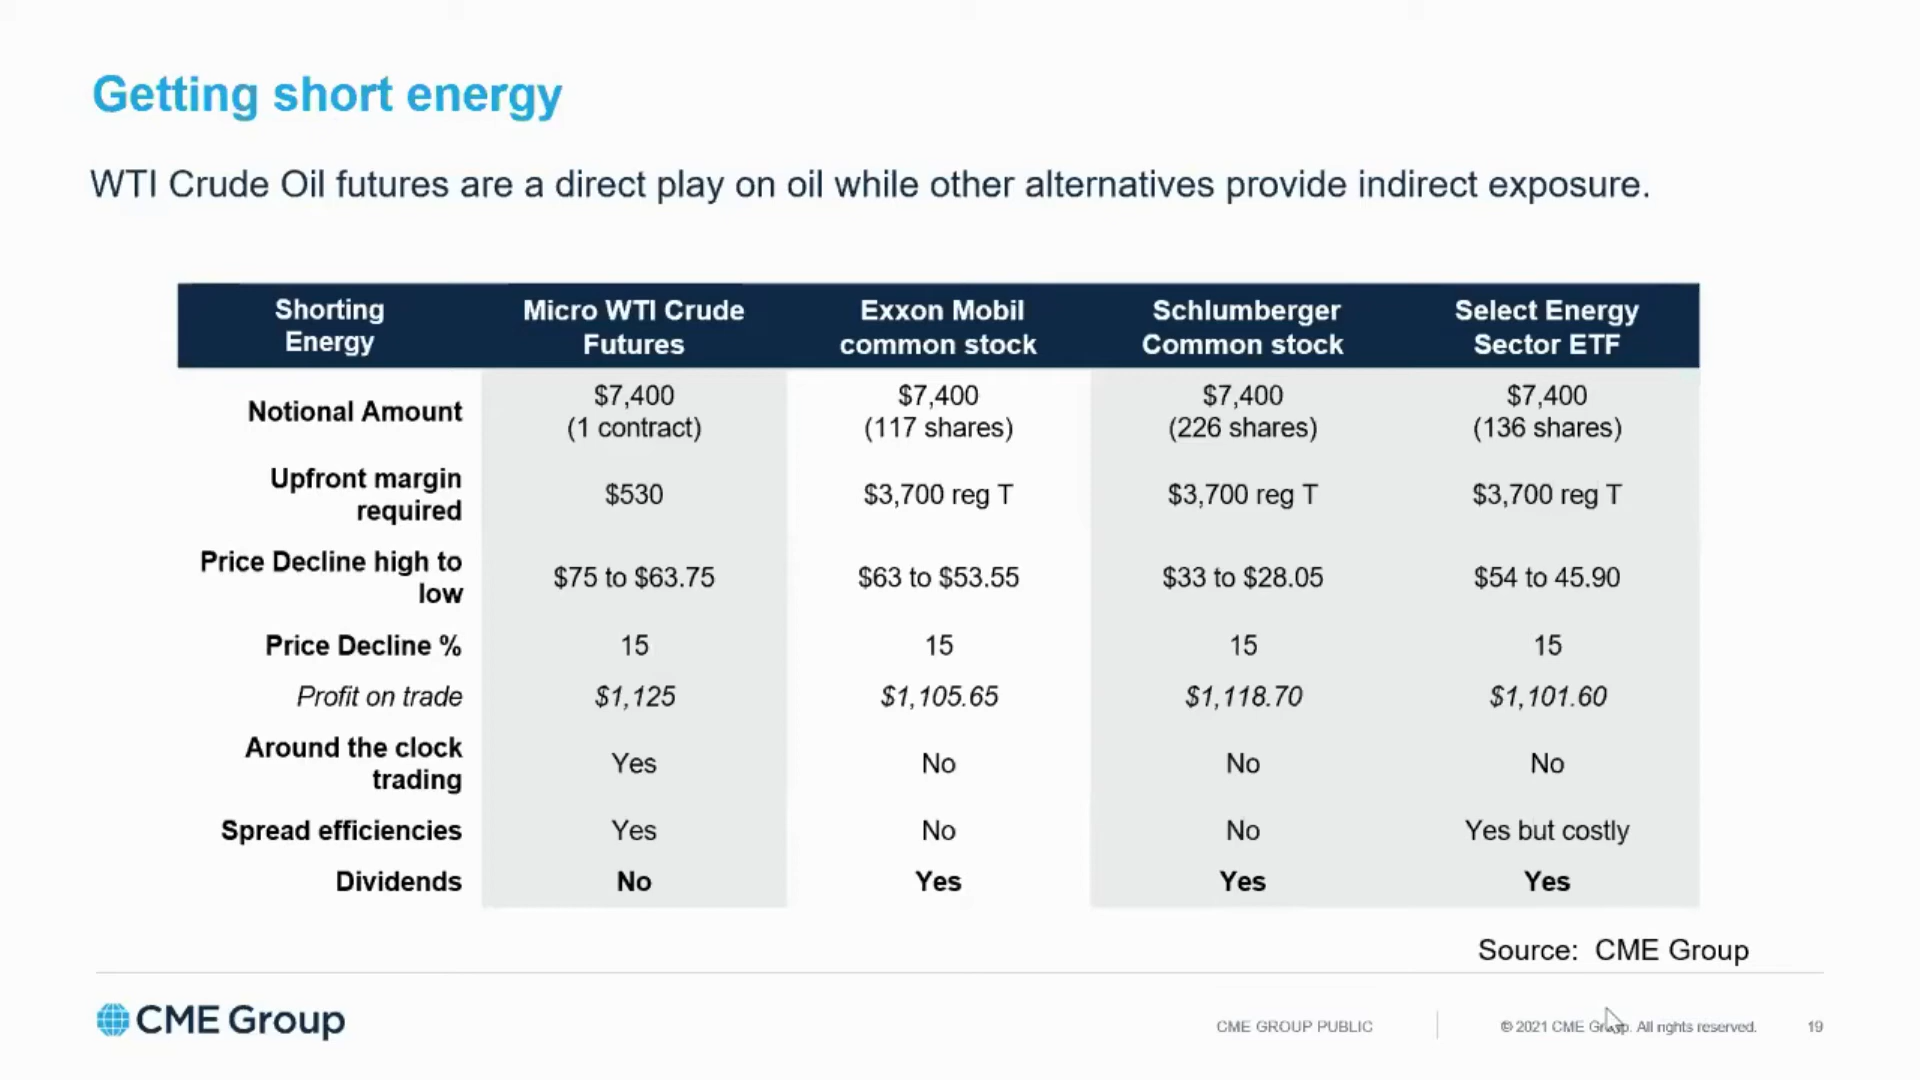 Getting short energy
WTI Crude Oil futures are a direct play on oil while other alternatives provide indirect exposure.
Shorting Energy Micro WTI Crude Futures Exxon Mobil common stock Schlumberger Common stock Select Energy Sector ETF
Notional Amount $7,400 (1 contract) $7,400 (117 shares) $7,400 (226 shares) $7,400 (136 shares)
Upfront margin required $530 $3,700 reg T $3,700 reg T $3,700 reg T
Price Decline high to low $75 to $63.75 $63 to $53.55 $33 to $28.05 $54 to 45.90
Price Decline % 15 15 15 15
Profit on trade $1,125 $1,105.65 $1,118.70 $1,101.60
Around the clock trading Yes No No No
Spread efficiencies Yes No No Yes but costly
Dividends No Yes Yes Yes
Source: CME Group
CME Group
CME GROUP PUBLIC
© 2021 CME Group. All rights reserved.
19